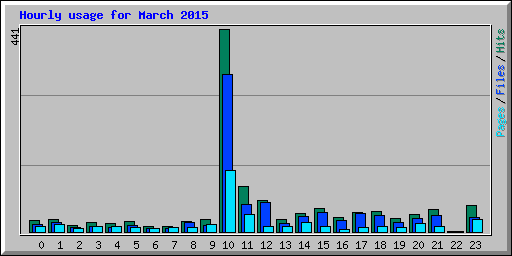 Hourly usage for March 2015
441
Pages/Files/Hits
0 1 2 3 4 5 6 7 8 9 10 11 12 13 14 15 16 17 18 19 20 21 22 23